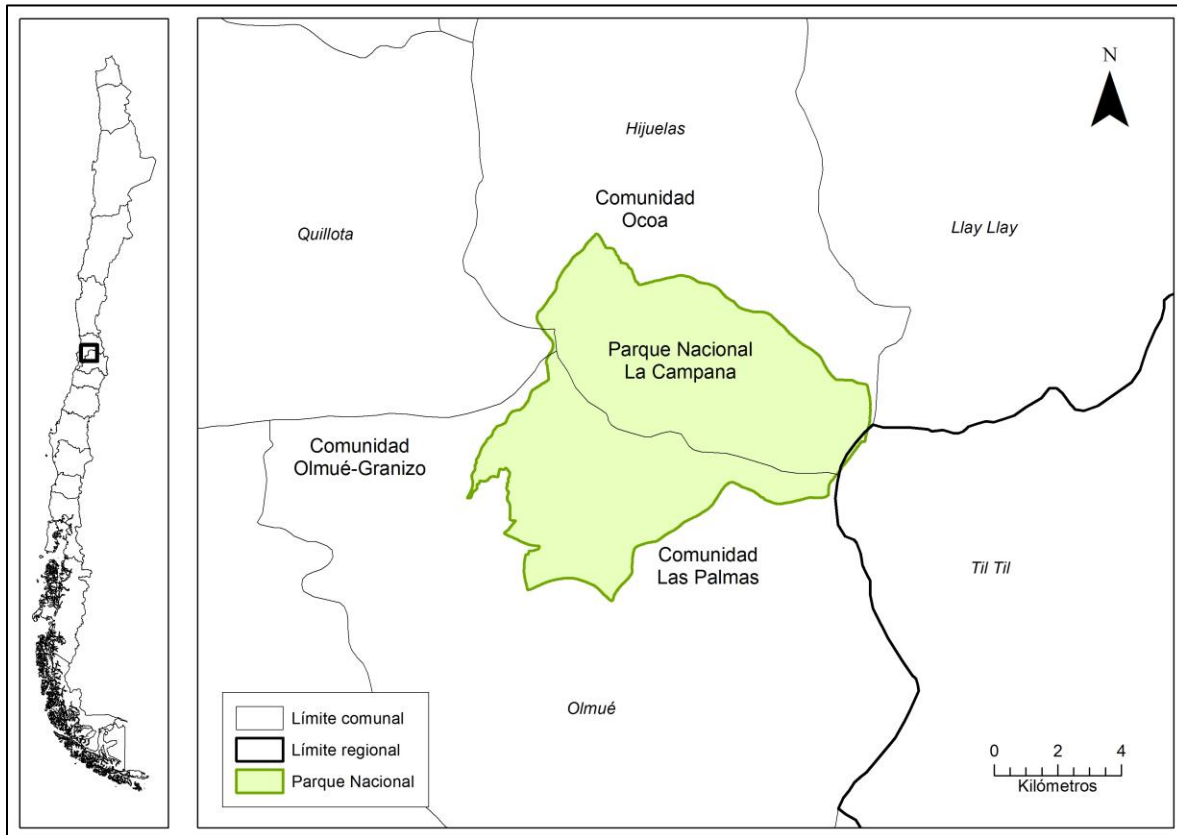 N
Hijuelas
Comunidad
Ocoa
Quillota
Llay Llay
Parque Nacional
La Campana
Comunidad
Olmué-Granizo
Comunidad
Las Palmas
Til Til
Olmué
Límite comunal
Límite regional
Parque Nacional
0 2 4
Kilómetros